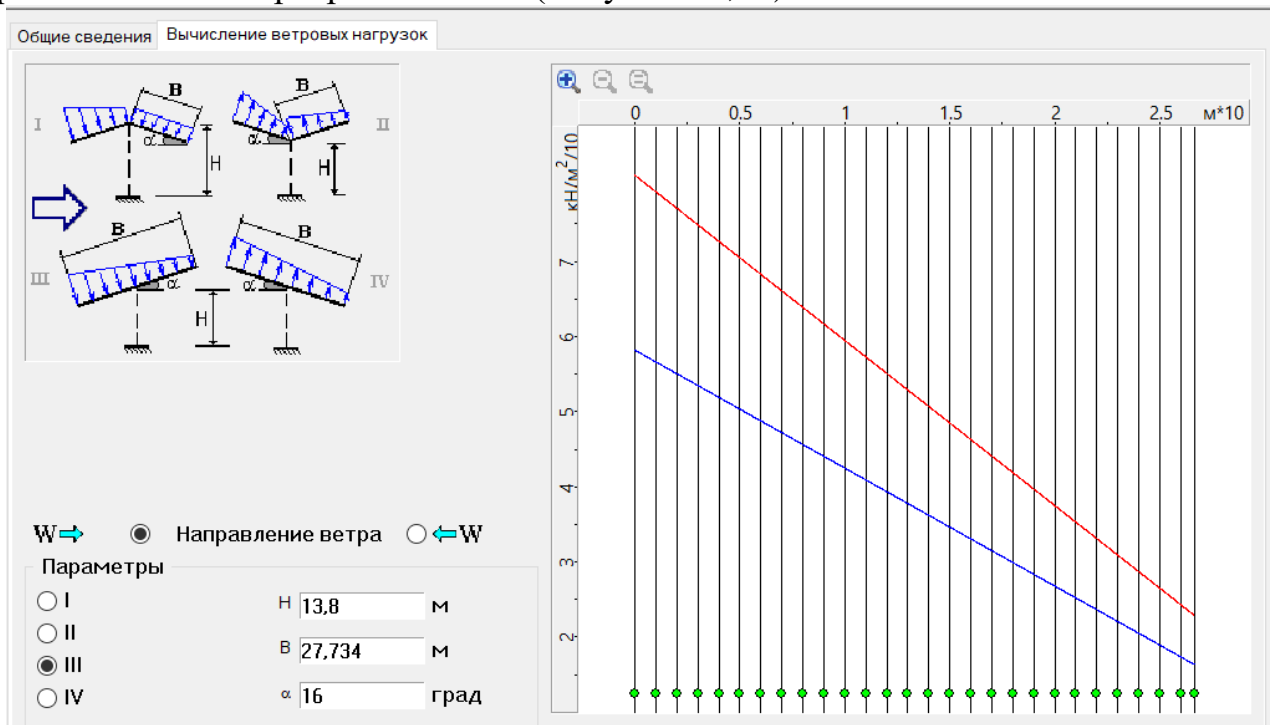 Общие сведения Вычисление ветровых нагрузок
B B
I α H α H II
B B
III α H α IV
W Направление ветра W
Параметры
I H 13,8 м
II
III B 27,734 м
IV α 16 град
0 0.5 1 1.5 2 2.5 м*10
кН/м²/10
7
6
5
4
3
2